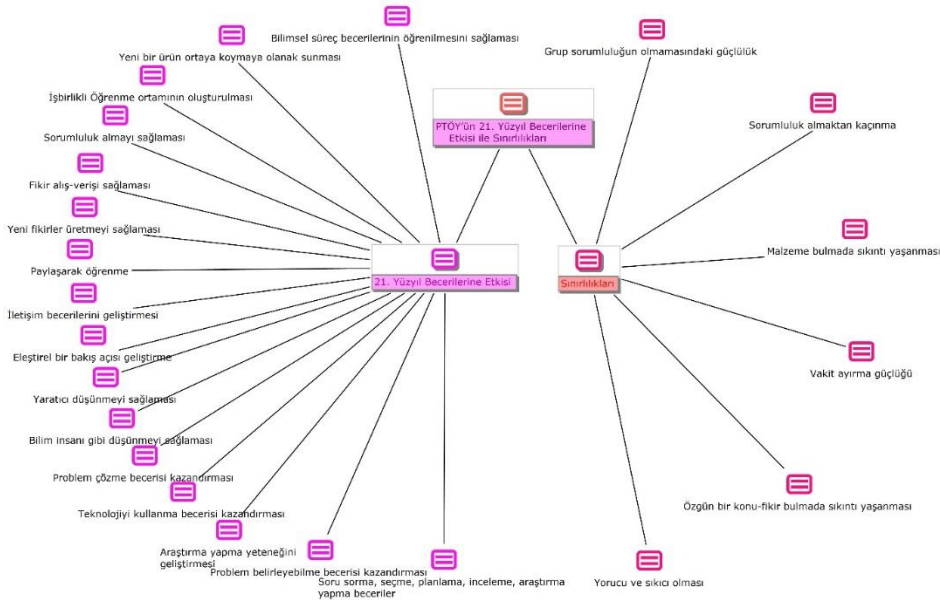 Bilimsel süreç becerilerinin öğrenilmesini sağlaması
Grup sorumluluğun olmamasındaki güçlülük
Yeni bir ürün ortaya koymaya olanak sunması
İşbirlikli Öğrenme ortamının oluşturulması
PTÖY'ün 21. Yüzyıl Becerilerine
Etkisi ile Sınırlılıkları
Sorumluluk almaktan kaçınma
Sorumluluk almayı sağlaması
Fikir alış-verişi sağlaması
Yeni fikirler üretmeyi sağlaması
Malzeme bulmada sıkıntı yaşanması
Paylaşarak öğrenme
21. Yüzyıl Becerilerine Etkisi
Sınırlılıkları
İletişim becerilerini geliştirmesi
Eleştirel bir bakış açısı geliştirme
Vakit ayırma güçlüğü
Yaratıcı düşünmeyi sağlaması
Bilim insanı gibi düşünmeyi sağlaması
Problem çözme becerisi kazandırması
Teknolojiyi kullanma becerisi kazandırması
Özgün bir konu-fikir bulmada sıkıntı yaşanması
Araştırma yapma yeteneğini
geliştirmesi
Problem belirleyebilme becerisi kazandırması
Soru sorma, seçme, planlama, inceleme, araştırma
yapma beceriler
Yorucu ve sıkıcı olması